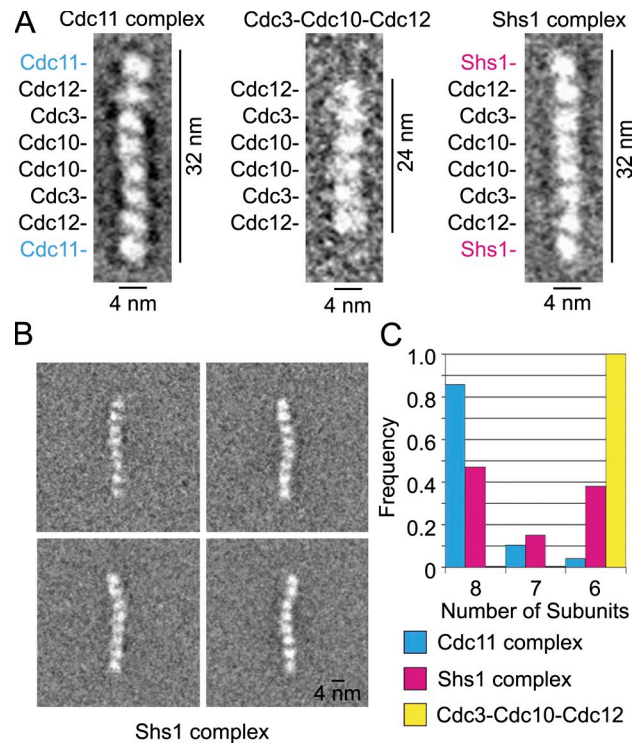 A
Cdc11 complex
Cdc11-
Cdc12-
Cdc3-
Cdc10-
Cdc10-
Cdc3-
Cdc12-
Cdc11-
32 nm
4 nm
Cdc3-Cdc10-Cdc12
Cdc12-
Cdc3-
Cdc10-
Cdc10-
Cdc3-
Cdc12-
24 nm
4 nm
Shs1 complex
Shs1-
Cdc12-
Cdc3-
Cdc10-
Cdc10-
Cdc3-
Cdc12-
Shs1-
32 nm
4 nm
B
4 nm
Shs1 complex
C
Frequency
1.0
0.8
0.6
0.4
0.2
0
8 7 6
Number of Subunits
Cdc11 complex
Shs1 complex
Cdc3-Cdc10-Cdc12